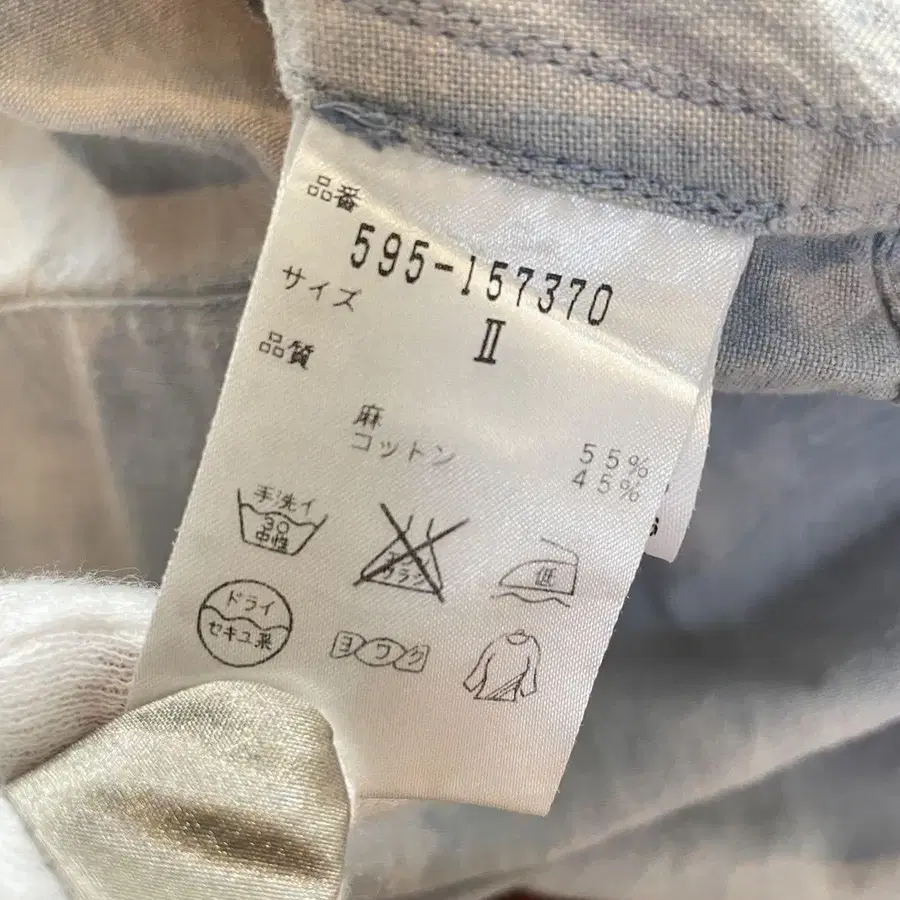 品番
595-157370
サイズ
II
品質
麻 55%
コットン 45%
手洗イ
30
中性
低
ドライ
セキユ系
ヨワク